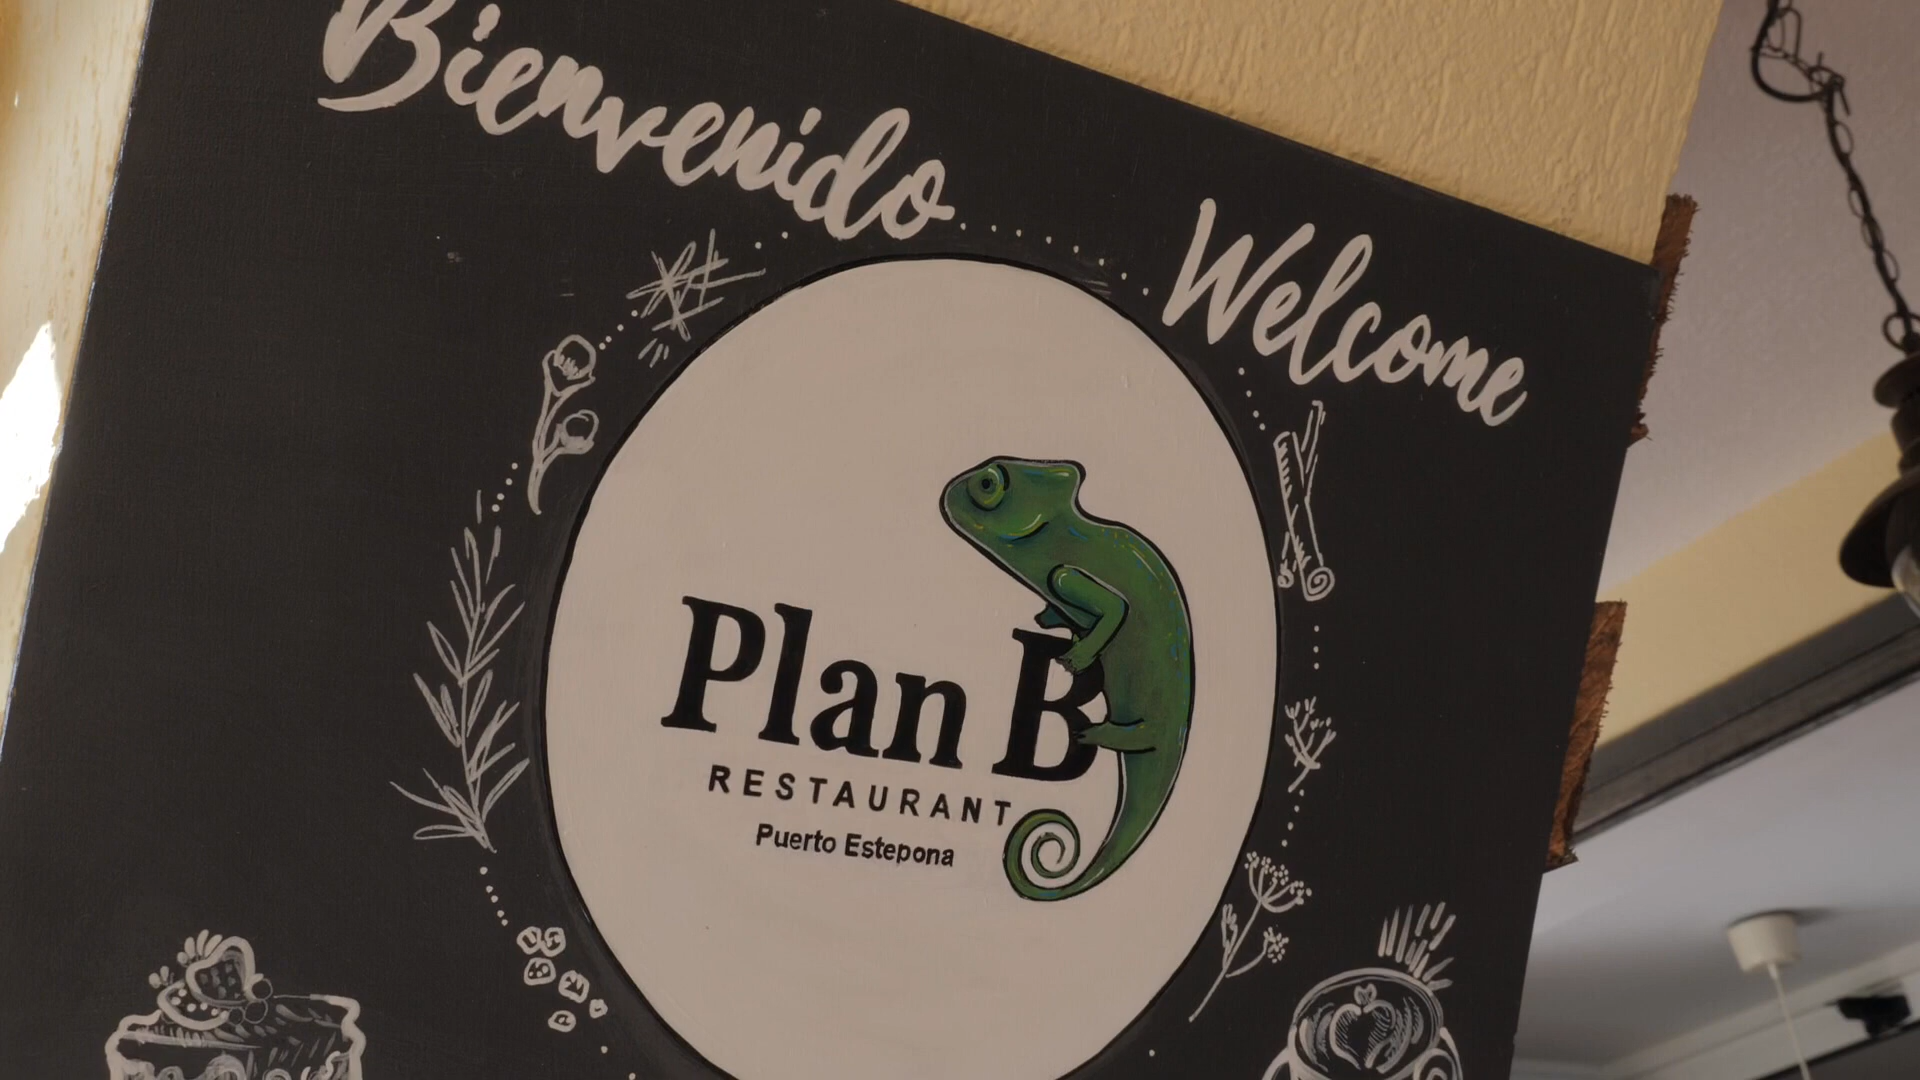 Bienvenido
Welcome
Plan B
RESTAURANT
Puerto Estepona